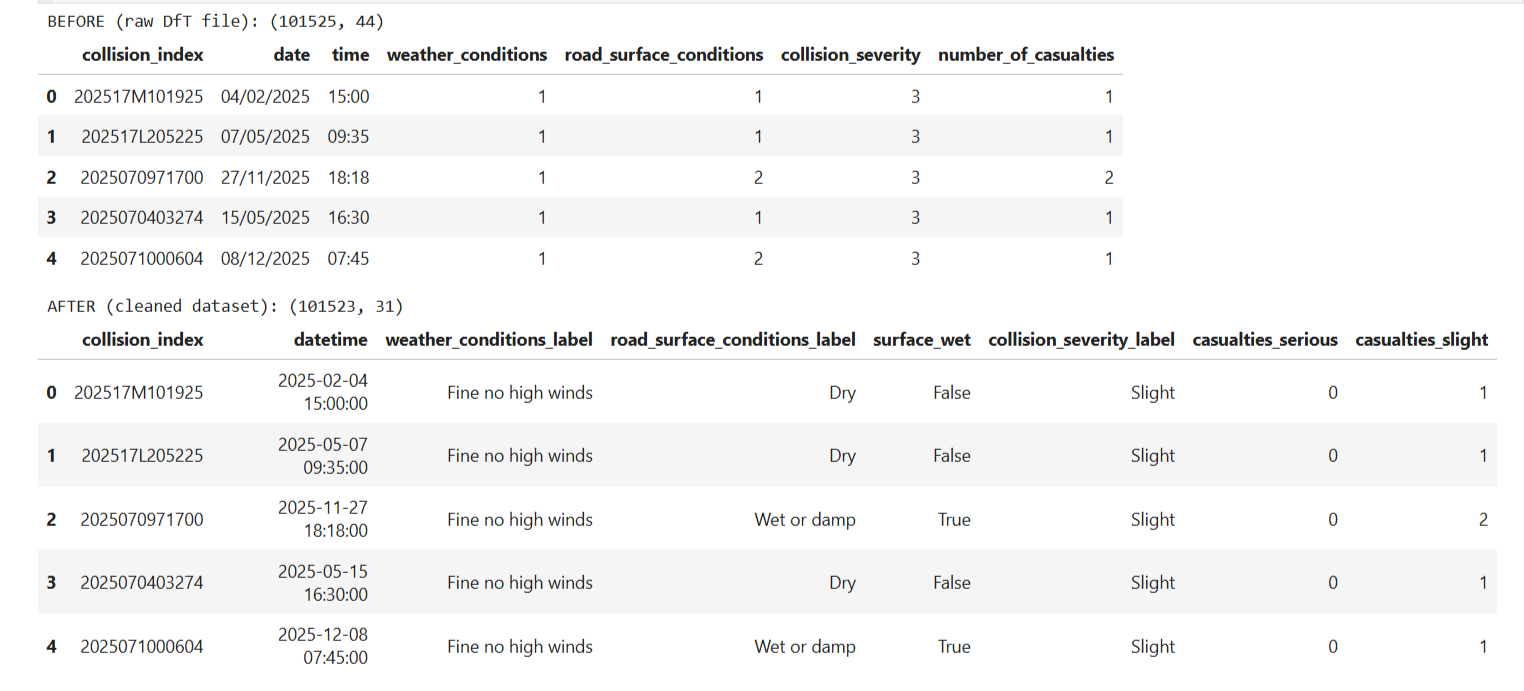 BEFORE (raw DfT file): (101525, 44)
collision_index date time weather_conditions road_surface_conditions collision_severity number_of_casualties
0 202517M101925 04/02/2025 15:00 1 1 3 1
1 202517L205225 07/05/2025 09:35 1 1 3 1
2 2025070971700 27/11/2025 18:18 1 2 3 2
3 2025070403274 15/05/2025 16:30 1 1 3 1
4 2025071000604 08/12/2025 07:45 1 2 3 1
AFTER (cleaned dataset): (101523, 31)
collision_index datetime weather_conditions_label road_surface_conditions_label surface_wet collision_severity_label casualties_serious casualties_slight
0 202517M101925 2025-02-04 15:00:00 Fine no high winds Dry False Slight 0 1
1 202517L205225 2025-05-07 09:35:00 Fine no high winds Dry False Slight 0 1
2 2025070971700 2025-11-27 18:18:00 Fine no high winds Wet or damp True Slight 0 2
3 2025070403274 2025-05-15 16:30:00 Fine no high winds Dry False Slight 0 1
4 2025071000604 2025-12-08 07:45:00 Fine no high winds Wet or damp True Slight 0 1